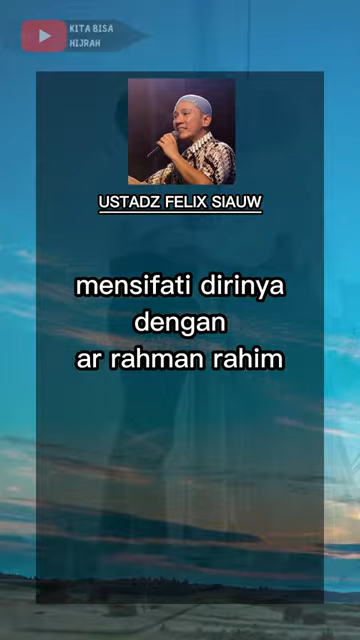 KITA BISA
HIJRAH
USTADZ FELIX SIAUW
mensifati dirinya
dengan
ar rahman rahim